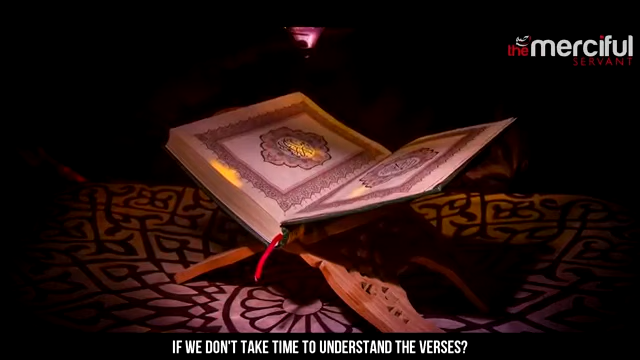 the merciful
SERVANT
IF WE DON'T TAKE TIME TO UNDERSTAND THE VERSES?